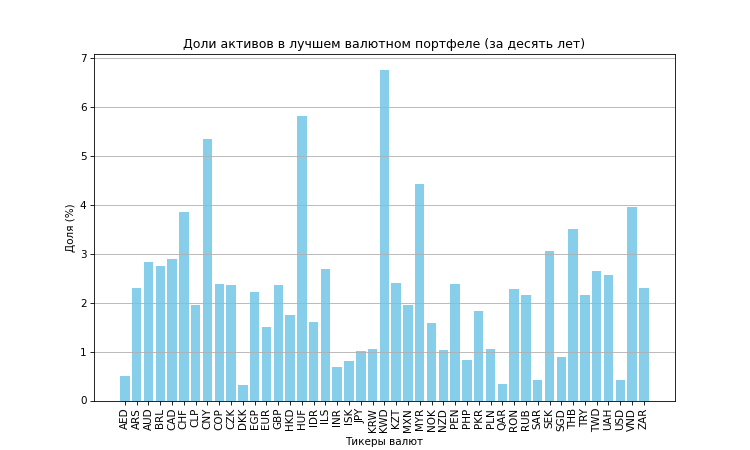 Доли активов в лучшем валютном портфеле (за десять лет)
7
6
5
4
3
2
1
0
Доля (%)
AED ARS AUD BRL CAD CHF CLP CNY COP CZK DKK EGP EUR GBP HKD HUF IDR ILS INR ISK JPY KRW KWD KZT MXN MYR NOK NZD PEN PHP PKR PLN QAR RON RUB SAR SEK SGD THB TRY TWD UAH USD VND ZAR
Тикеры валют